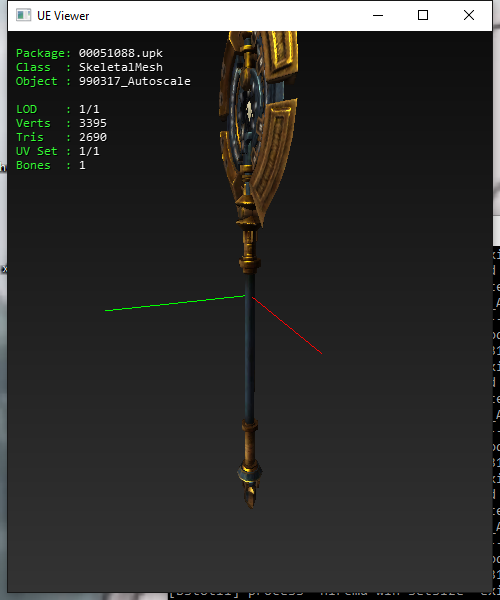 UE Viewer
Package: 00051088.upk
Class : SkeletalMesh
Object : 990317_Autoscale
LOD : 1/1
Verts : 3395
Tris : 2690
UV Set : 1/1
Bones : 1